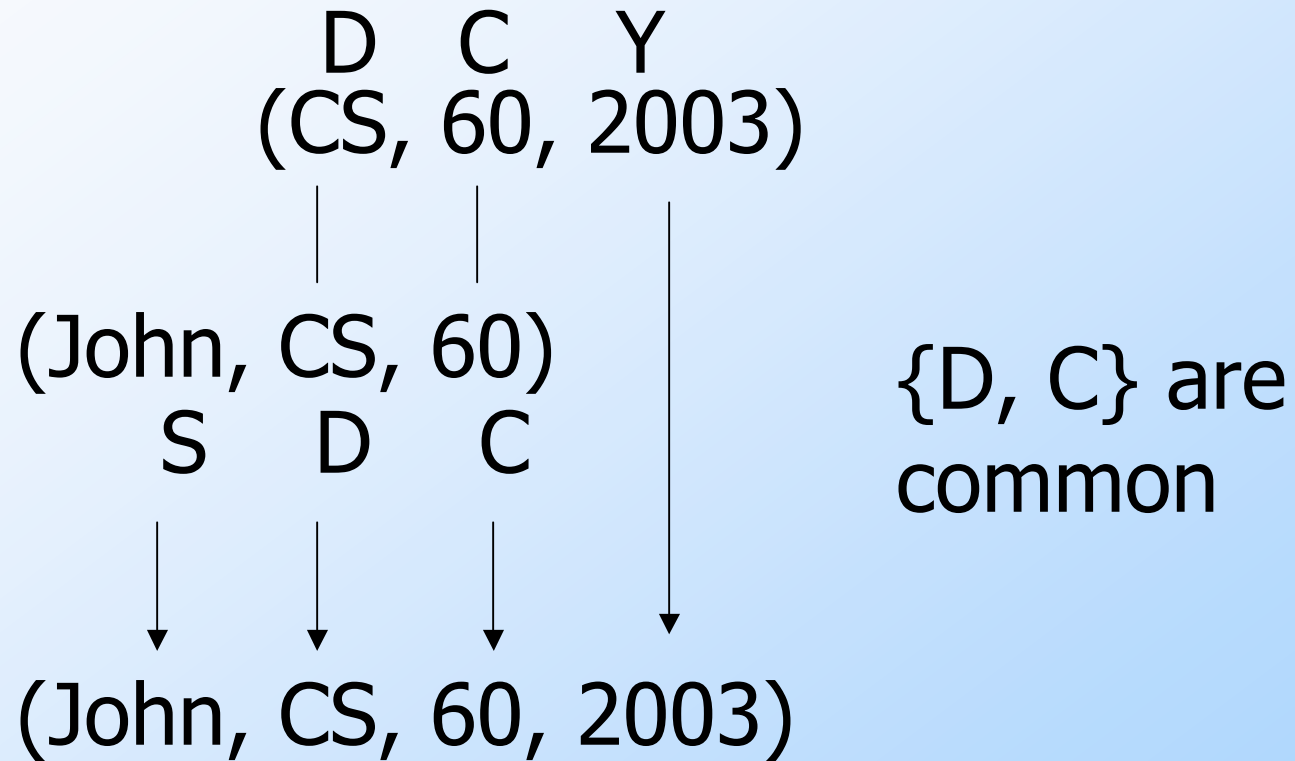 D C Y
(CS, 60, 2003)
(John, CS, 60)
S D C
{D, C} are
common
(John, CS, 60, 2003)